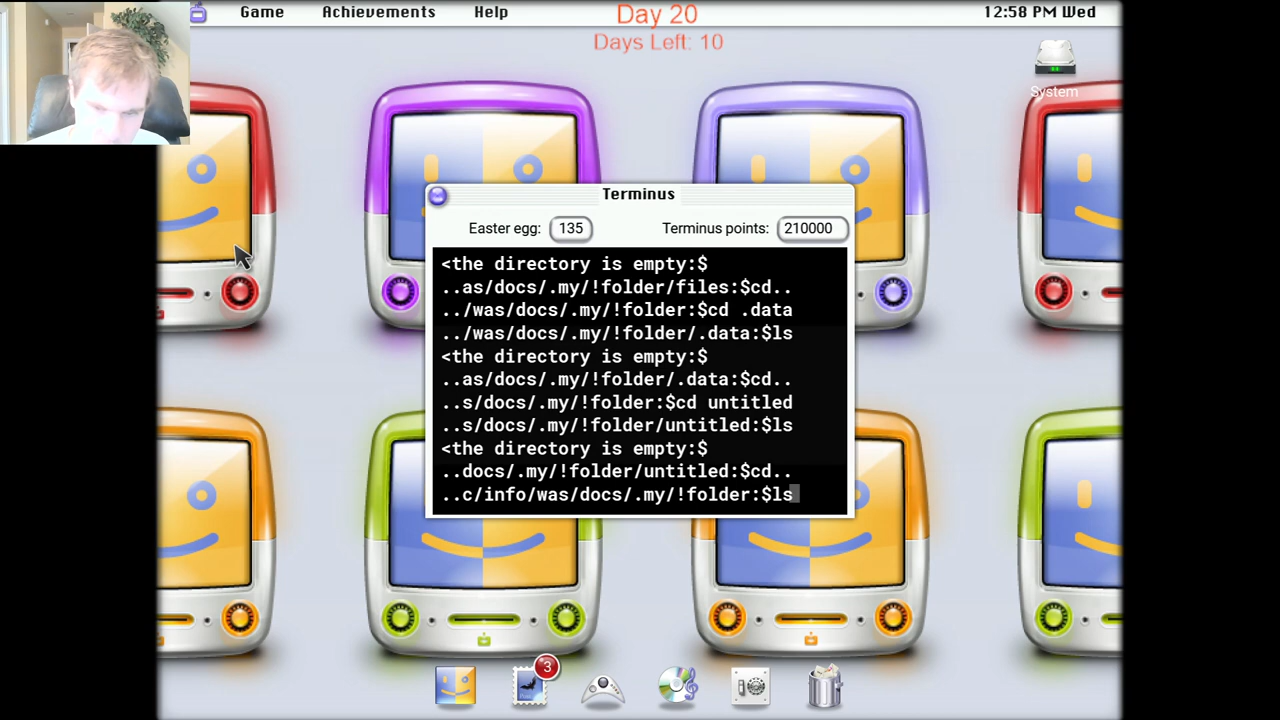 Game Achievements Help Day 20 12:58 PM Wed
Days Left: 10
System
Terminus
Easter egg: 135 Terminus points: 210000
<the directory is empty:$
..as/docs/.my/!folder/files:$cd..
../was/docs/.my/!folder:$cd .data
../was/docs/.my/!folder/.data:$ls
<the directory is empty:$
..as/docs/.my/!folder/.data:$cd..
..s/docs/.my/!folder:$cd untitled
..s/docs/.my/!folder/untitled:$ls
<the directory is empty:$
..docs/.my/!folder/untitled:$cd..
..c/info/was/docs/.my/!folder:$ls
3